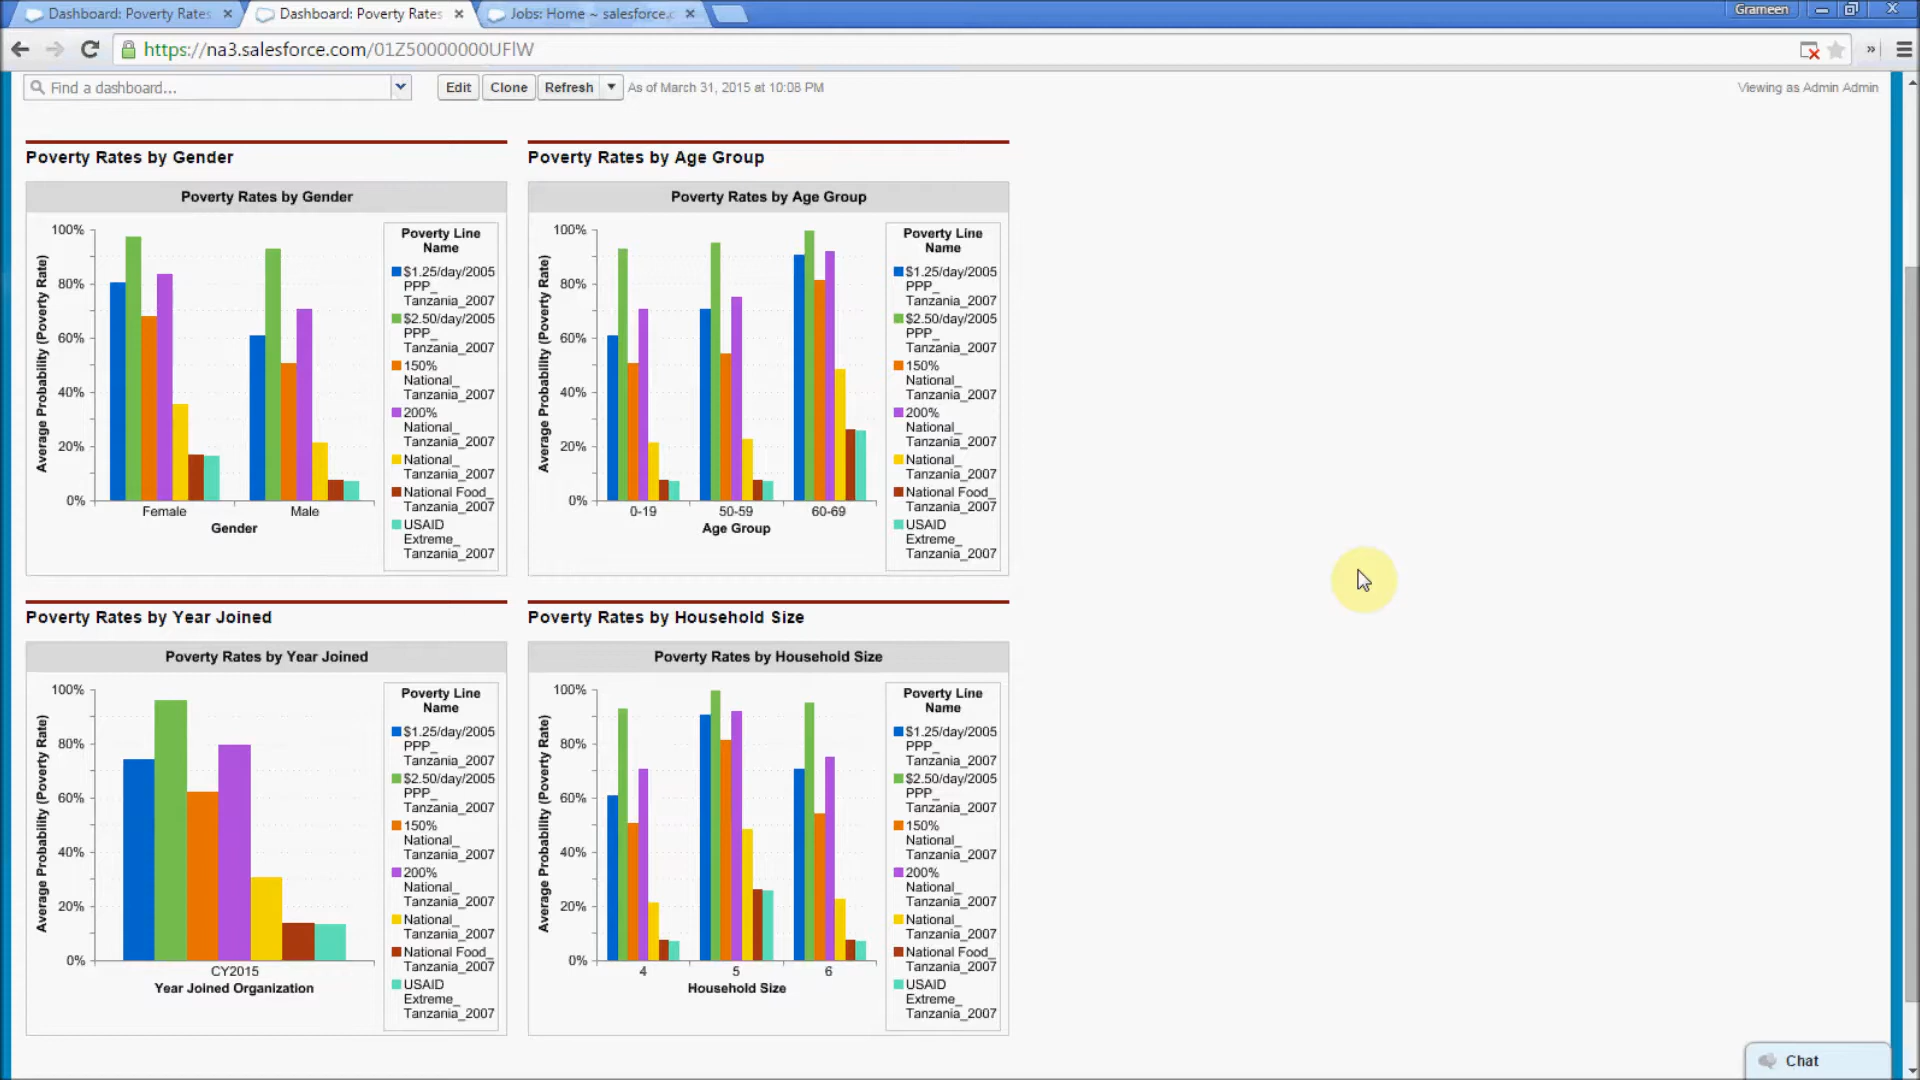 Dashboard: Poverty Rates
Dashboard: Poverty Rates
Jobs: Home ~ salesforce.c
Grameen
https://na3.salesforce.com/01Z50000000UFlW
Find a dashboard...
Edit
Clone
Refresh
As of March 31, 2015 at 10:08 PM
Viewing as Admin Admin
Poverty Rates by Gender
Poverty Rates by Gender
Average Probability (Poverty Rate)
100%
80%
60%
40%
20%
0%
Female
Male
Gender
Poverty Line
Name
$1.25/day/2005
PPP_
Tanzania_2007
$2.50/day/2005
PPP_
Tanzania_2007
150%
National_
Tanzania_2007
200%
National_
Tanzania_2007
National_
Tanzania_2007
National Food_
Tanzania_2007
USAID
Extreme_
Tanzania_2007
Poverty Rates by Age Group
Poverty Rates by Age Group
Average Probability (Poverty Rate)
100%
80%
60%
40%
20%
0%
0-19
50-59
60-69
Age Group
Poverty Line
Name
$1.25/day/2005
PPP_
Tanzania_2007
$2.50/day/2005
PPP_
Tanzania_2007
150%
National_
Tanzania_2007
200%
National_
Tanzania_2007
National_
Tanzania_2007
National Food_
Tanzania_2007
USAID
Extreme_
Tanzania_2007
Poverty Rates by Year Joined
Poverty Rates by Year Joined
Average Probability (Poverty Rate)
100%
80%
60%
40%
20%
0%
CY2015
Year Joined Organization
Poverty Line
Name
$1.25/day/2005
PPP_
Tanzania_2007
$2.50/day/2005
PPP_
Tanzania_2007
150%
National_
Tanzania_2007
200%
National_
Tanzania_2007
National_
Tanzania_2007
National Food_
Tanzania_2007
USAID
Extreme_
Tanzania_2007
Poverty Rates by Household Size
Poverty Rates by Household Size
Average Probability (Poverty Rate)
100%
80%
60%
40%
20%
0%
4
5
6
Household Size
Poverty Line
Name
$1.25/day/2005
PPP_
Tanzania_2007
$2.50/day/2005
PPP_
Tanzania_2007
150%
National_
Tanzania_2007
200%
National_
Tanzania_2007
National_
Tanzania_2007
National Food_
Tanzania_2007
USAID
Extreme_
Tanzania_2007
Chat